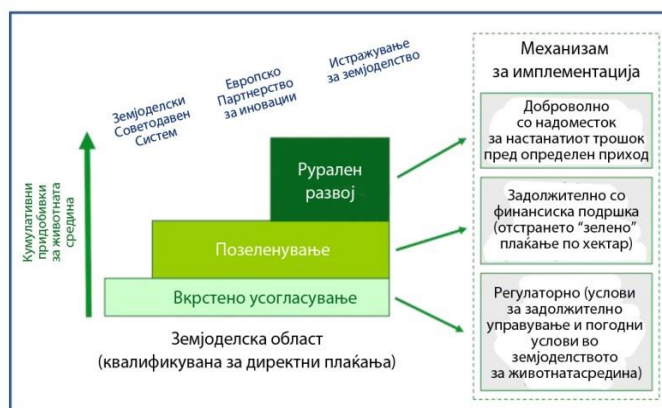 Земјоделски
Советодавен
Систем
Европско
Партнерство
за иновации
Истражување
за земјоделство
Кумулативни
придобивки
за животната
средина
Рурален
развој
Позеленување
Вкрстено усогласување
Земјоделска област
(квалификувана за директни плаќања)
Механизам
за имплементација
Доброволно
со надоместок
за настанатиот трошок
пред определен приход
Задолжително со
финансиска подршка
(отстрането “зелено”
плаќање по хектар)
Регулаторно (услови
за задолжително
управување и погодни
услови во
земјоделството
за животнатасредина)